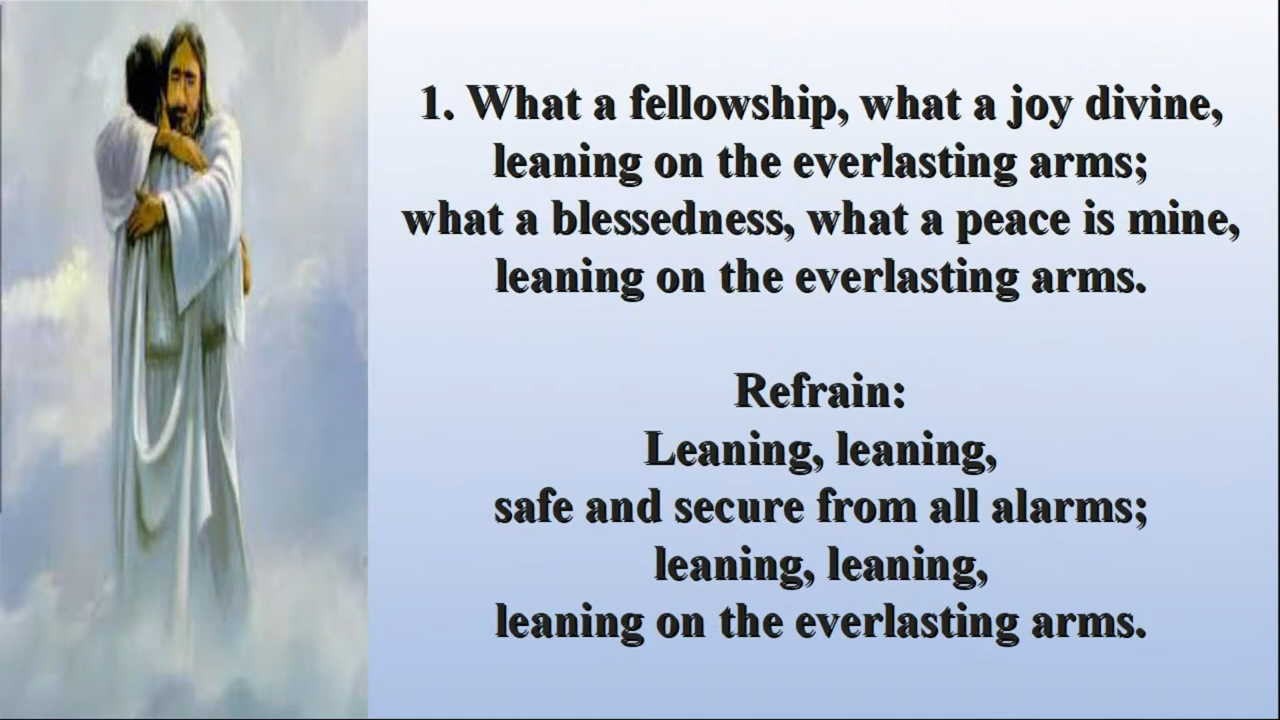 1. What a fellowship, what a joy divine,
leaning on the everlasting arms;
what a blessedness, what a peace is mine,
leaning on the everlasting arms.
Refrain:
Leaning, leaning,
safe and secure from all alarms;
leaning, leaning,
leaning on the everlasting arms.